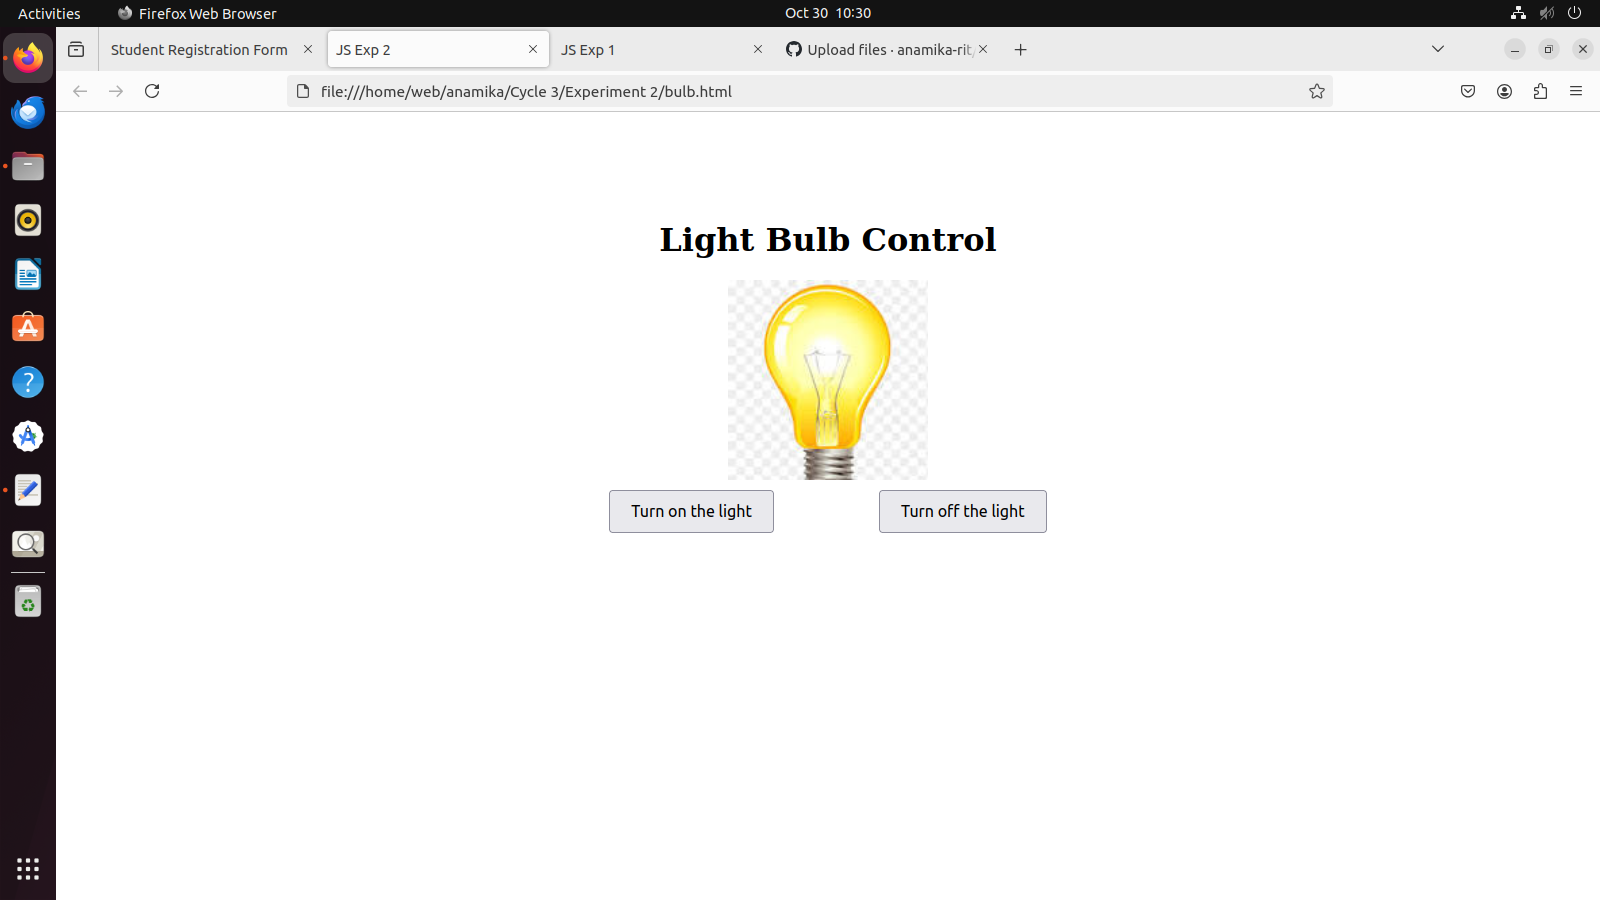 Activities
Firefox Web Browser
Oct 30 10:30
Student Registration Form
JS Exp 2
JS Exp 1
Upload files · anamika-rit
file:///home/web/anamika/Cycle 3/Experiment 2/bulb.html
Light Bulb Control
Turn on the light
Turn off the light